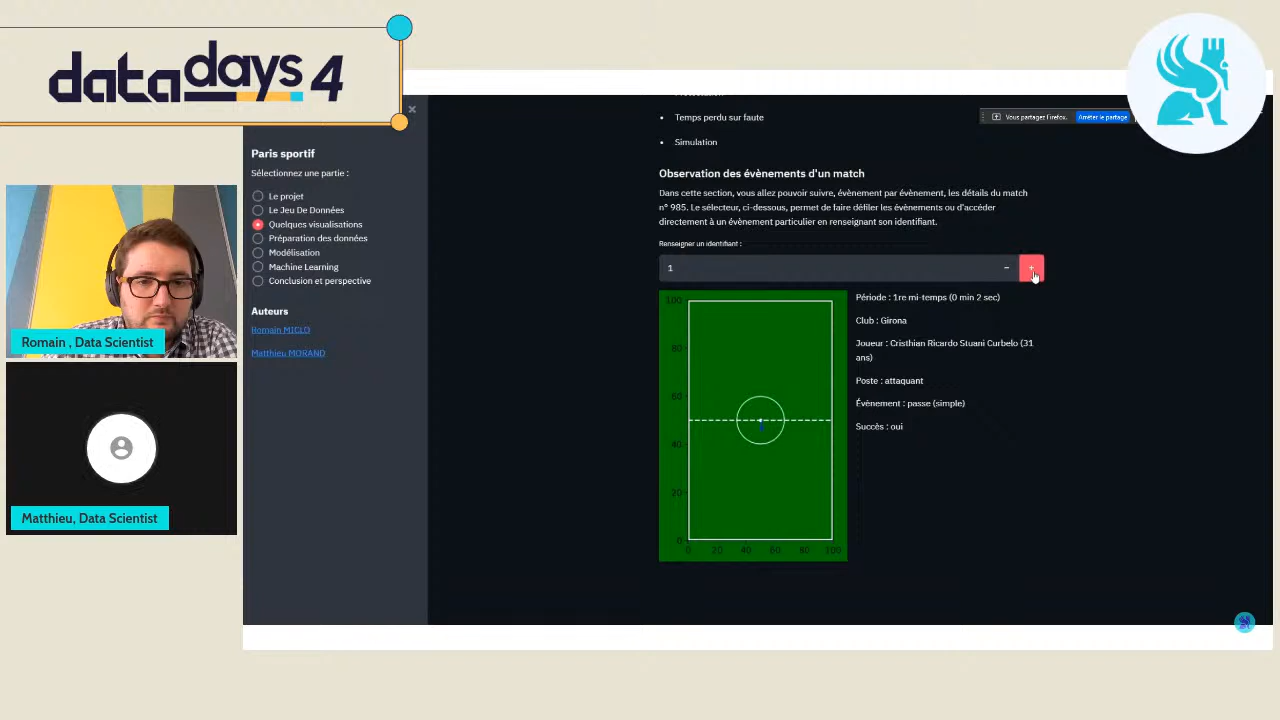 datadays 4
Paris sportif
Sélectionnez une partie :
Le projet
Le Jeu De Données
Quelques visualisations
Préparation des données
Modélisation
Machine Learning
Conclusion et perspective
Auteurs
Romain MIGLO
Matthieu MORAND
Romain , Data Scientist
Matthieu, Data Scientist
Vous partagez Firefox.
Arrêter le partage
Temps perdu sur faute
Simulation
Observation des évènements d'un match
Dans cette section, vous allez pouvoir suivre, évènement par évènement, les détails du match
n° 985. Le sélecteur, ci-dessous, permet de faire défiler les évènements ou d'accéder
directement à un évènement particulier en renseignant son identifiant.
Renseigner un identifiant :
1
− +
100
80
60
40
20
0
0 20 40 60 80 100
Période : 1re mi-temps (0 min 2 sec)
Club : Girona
Joueur : Cristhian Ricardo Stuani Curbelo (31
ans)
Poste : attaquant
Évènement : passe (simple)
Succès : oui